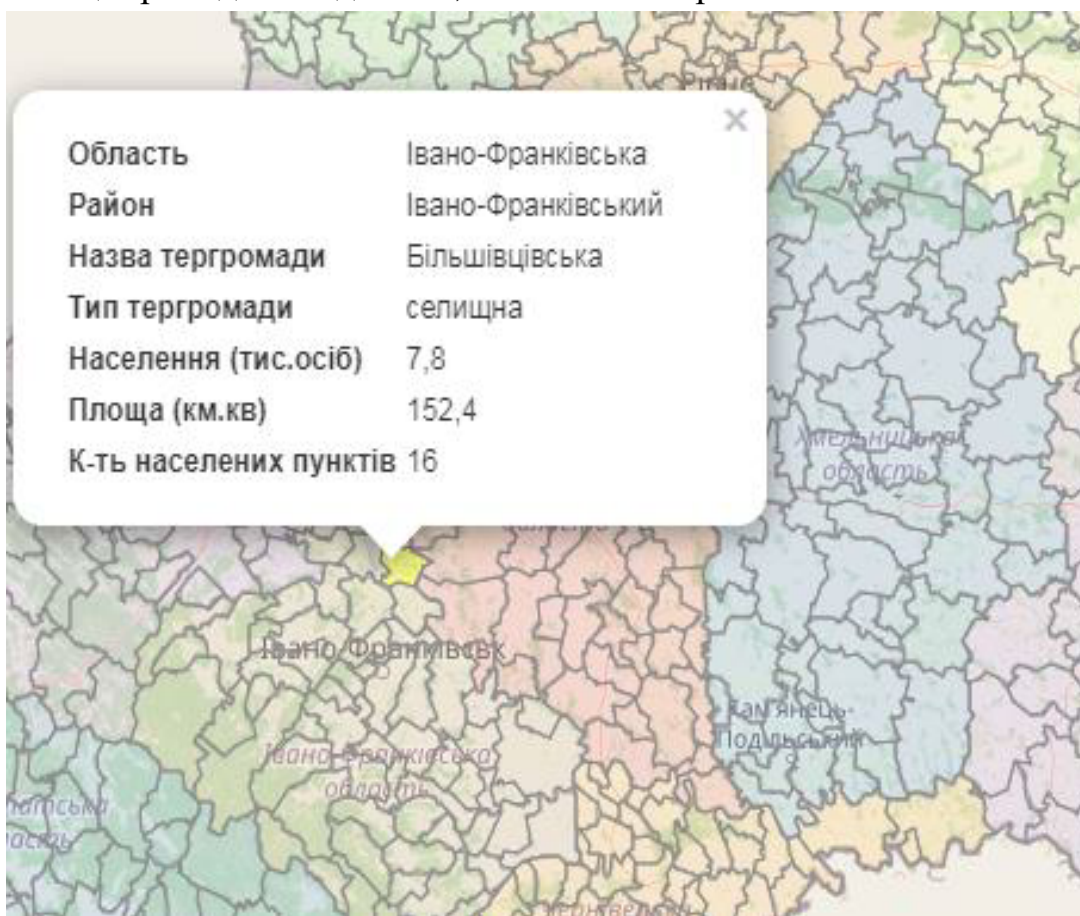 Рівне
Область Івано-Франківська
Район Івано-Франківський
Назва тергромади Більшівцівська
Тип тергромади селищна
Населення (тис.осіб) 7,8
Площа (км.кв) 152,4
К-ть населених пунктів 16
Хмельницька
область
Івано-Франківськ
Кам'янець-
Подільський
Івано-Франківська
область